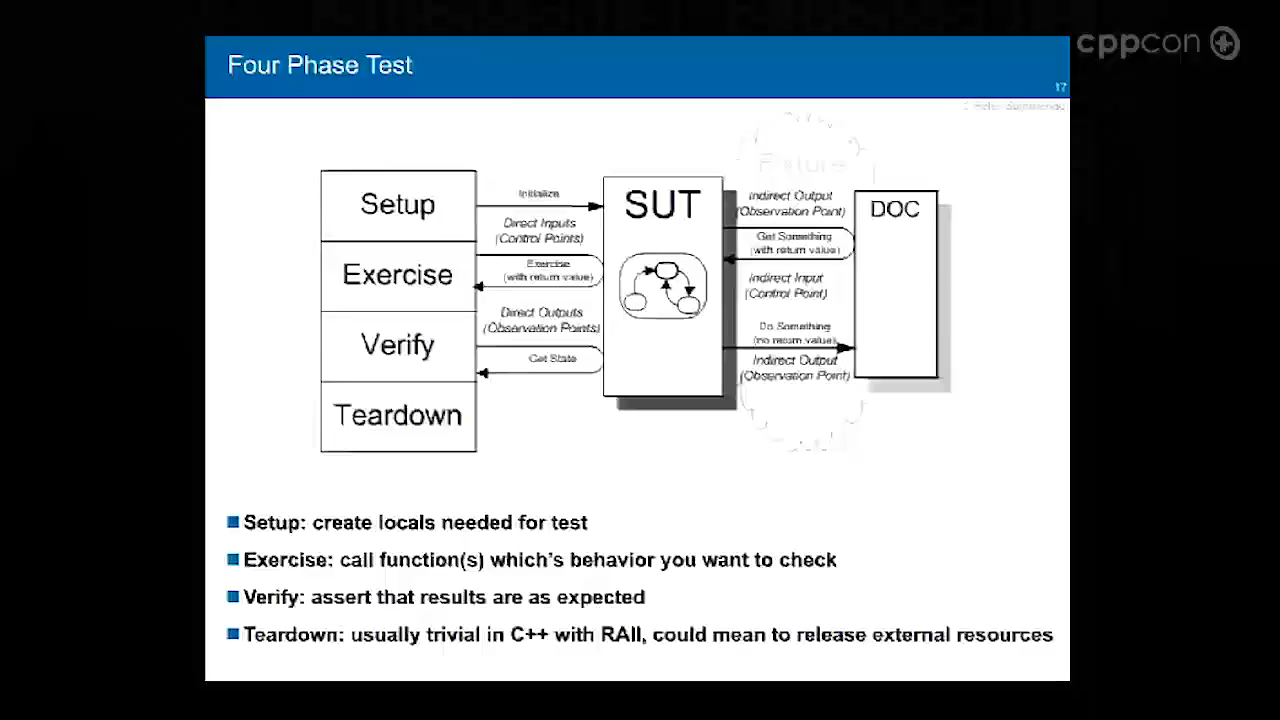 cppcon
Four Phase Test
17
Fixture
Setup
Exercise
Verify
Teardown
Initialize
Direct Inputs
(Control Points)
Exercise
(with return value)
Direct Outputs
(Observation Points)
Get State
SUT
Indirect Output
(Observation Point)
Get Something
(with return value)
Indirect Input
(Control Point)
Do Something
(no return value)
Indirect Output
(Observation Point)
DOC
Setup: create locals needed for test
Exercise: call function(s) which's behavior you want to check
Verify: assert that results are as expected
Teardown: usually trivial in C++ with RAII, could mean to release external resources